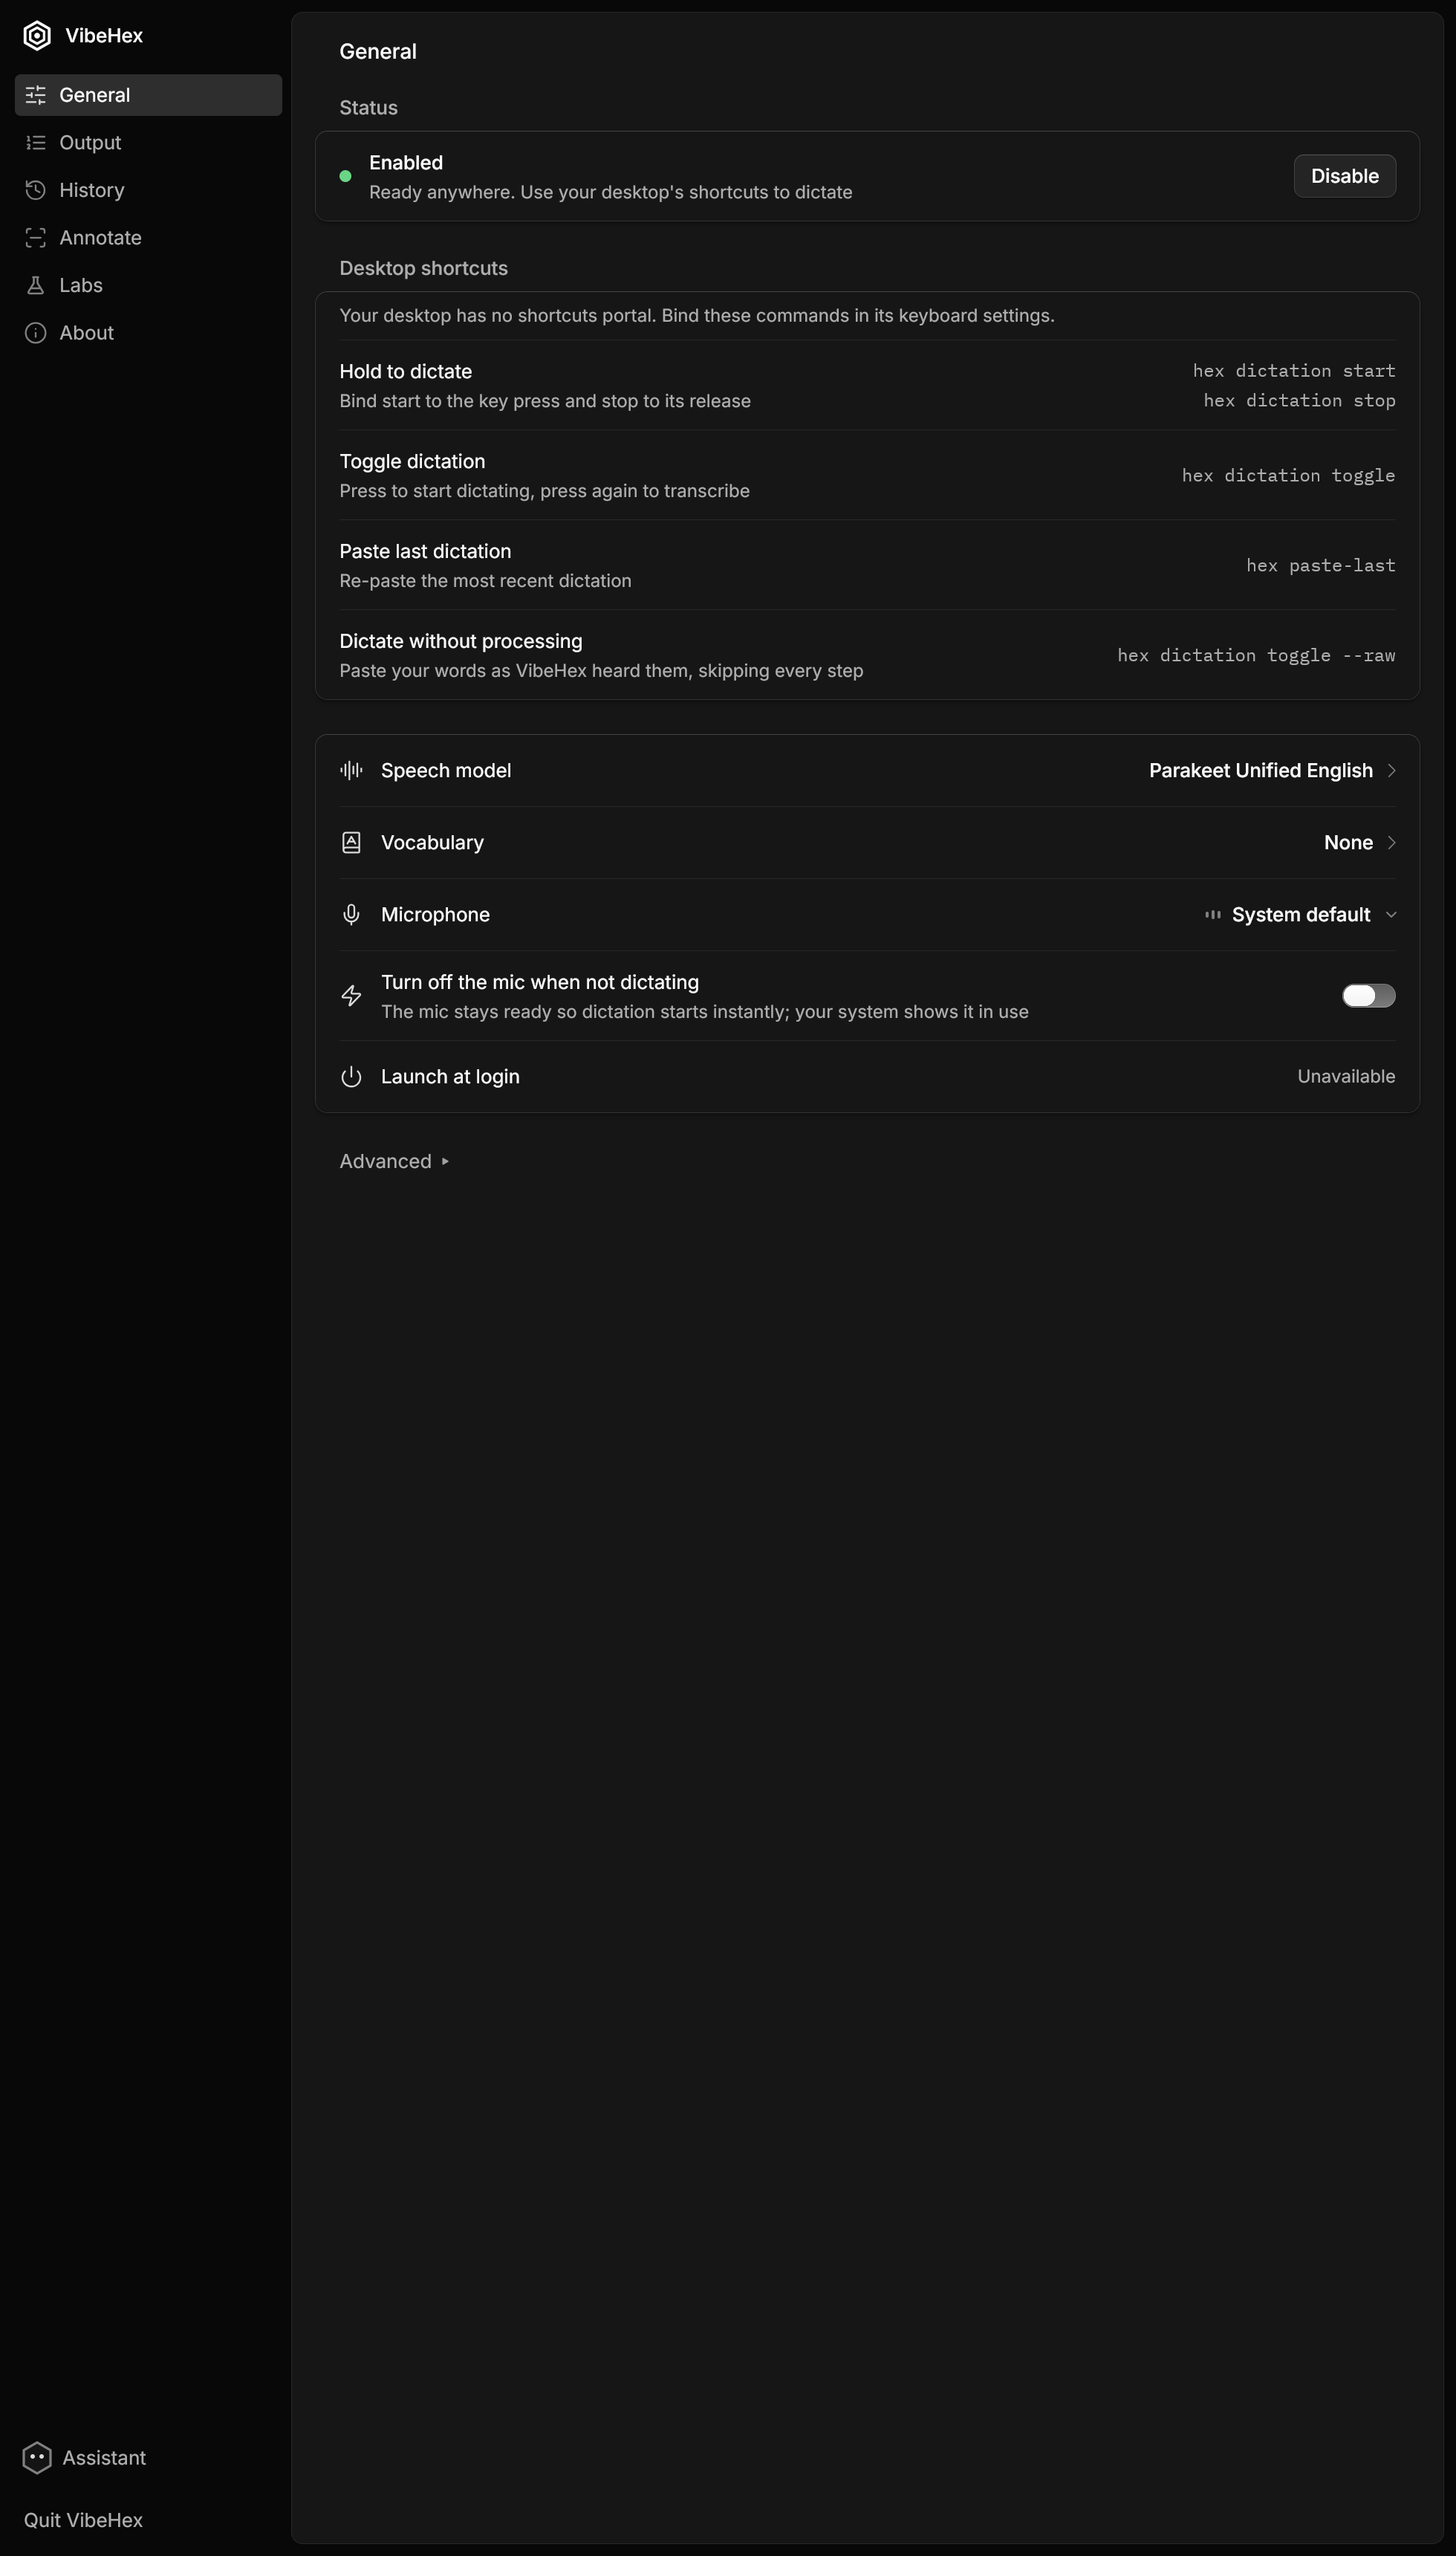 VibeHex
General
Output
History
Annotate
Labs
About
Assistant
Quit VibeHex
General
Status
Enabled
Ready anywhere. Use your desktop's shortcuts to dictate
Disable
Desktop shortcuts
Your desktop has no shortcuts portal. Bind these commands in its keyboard settings.
Hold to dictate
Bind start to the key press and stop to its release
hex dictation start
hex dictation stop
Toggle dictation
Press to start dictating, press again to transcribe
hex dictation toggle
Paste last dictation
Re-paste the most recent dictation
hex paste-last
Dictate without processing
Paste your words as VibeHex heard them, skipping every step
hex dictation toggle --raw
Speech model
Parakeet Unified English
Vocabulary
None
Microphone
System default
Turn off the mic when not dictating
The mic stays ready so dictation starts instantly; your system shows it in use
Launch at login
Unavailable
Advanced